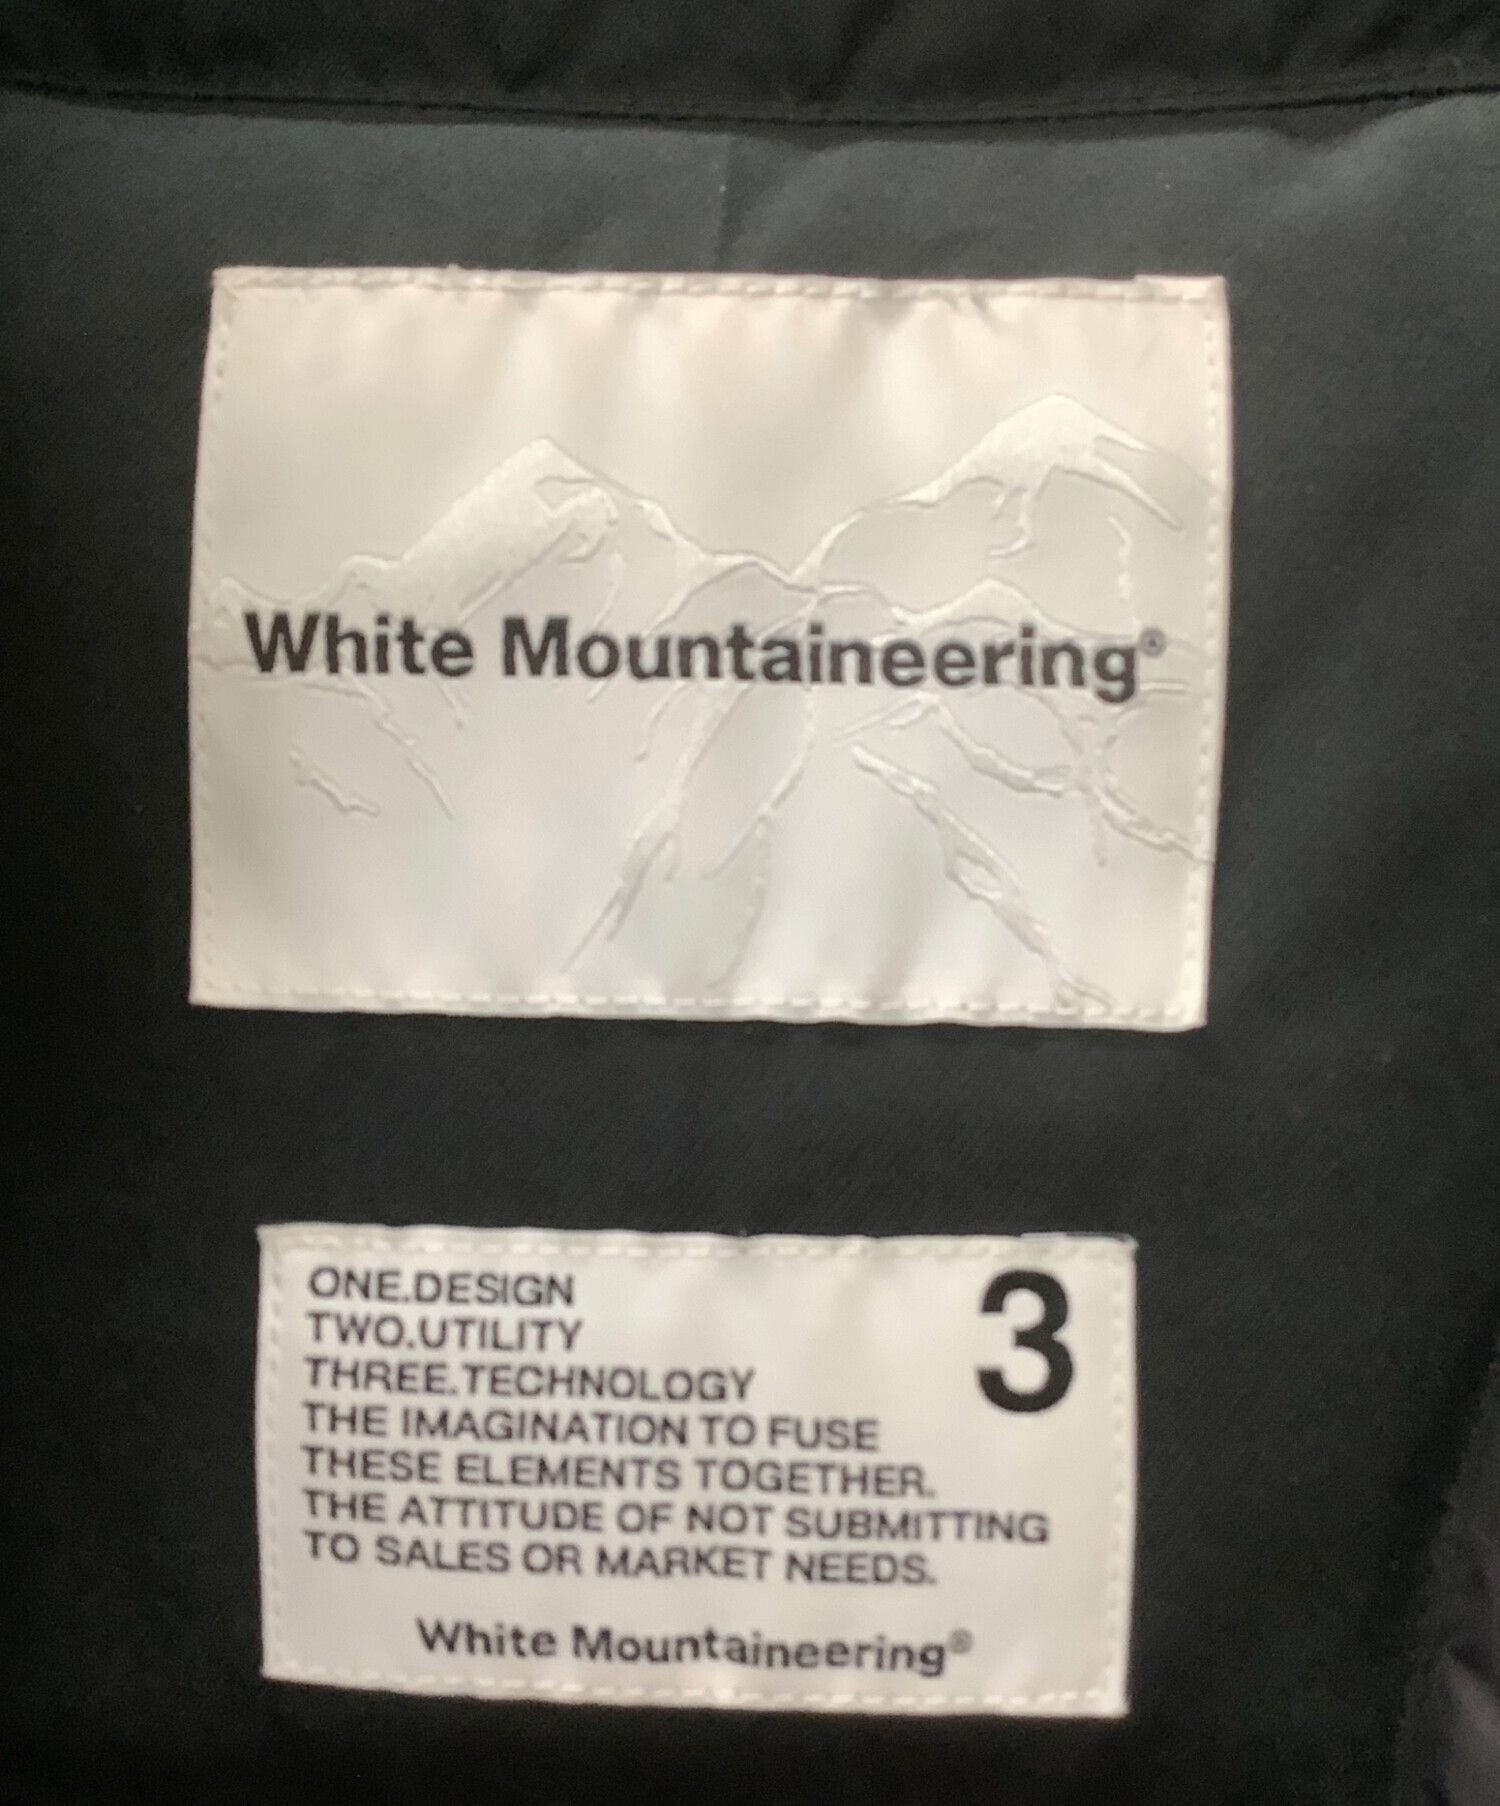 White Mountaineering®
3
ONE.DESIGN
TWO.UTILITY
THREE.TECHNOLOGY
THE IMAGINATION TO FUSE
THESE ELEMENTS TOGETHER.
THE ATTITUDE OF NOT SUBMITTING
TO SALES OR MARKET NEEDS.
White Mountaineering®